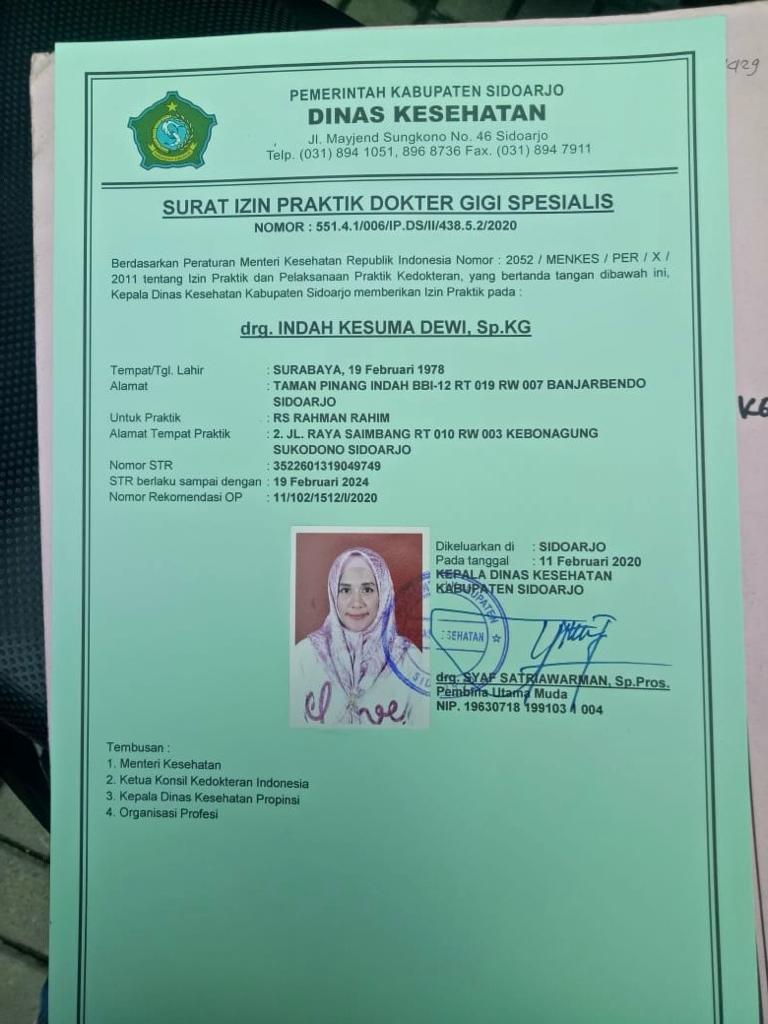 429
PEMERINTAH KABUPATEN SIDOARJO
DINAS KESEHATAN
Jl. Mayjend Sungkono No. 46 Sidoarjo
Telp. (031) 894 1051, 896 8736 Fax. (031) 894 7911
SURAT IZIN PRAKTIK DOKTER GIGI SPESIALIS
NOMOR : 551.4.1/006/IP.DS/II/438.5.2/2020
Berdasarkan Peraturan Menteri Kesehatan Republik Indonesia Nomor : 2052 / MENKES / PER / X /
2011 tentang Izin Praktik dan Pelaksanaan Praktik Kedokteran, yang bertanda tangan dibawah ini,
Kepala Dinas Kesehatan Kabupaten Sidoarjo memberikan Izin Praktik pada :
drg. INDAH KESUMA DEWI, Sp.KG
Tempat/Tgl. Lahir : SURABAYA, 19 Februari 1978
Alamat : TAMAN PINANG INDAH BBI-12 RT 019 RW 007 BANJARBENDO
SIDOARJO
Untuk Praktik : RS RAHMAN RAHIM
Alamat Tempat Praktik : 2. JL. RAYA SAIMBANG RT 010 RW 003 KEBONAGUNG
SUKODONO SIDOARJO
Nomor STR : 3522601319049749
STR berlaku sampai dengan : 19 Februari 2024
Nomor Rekomendasi OP : 11/102/1512/I/2020
Dikeluarkan di : SIDOARJO
Pada tanggal : 11 Februari 2020
KEPALA DINAS KESEHATAN
KABUPATEN SIDOARJO
KABUPATEN
KESEHATAN
drg. SYAF SATRIAWARMAN, Sp.Pros.
Pembina Utama Muda
NIP. 19630718 199103 1 004
Tembusan :
1. Menteri Kesehatan
2. Ketua Konsil Kedokteran Indonesia
3. Kepala Dinas Kesehatan Propinsi
4. Organisasi Profesi